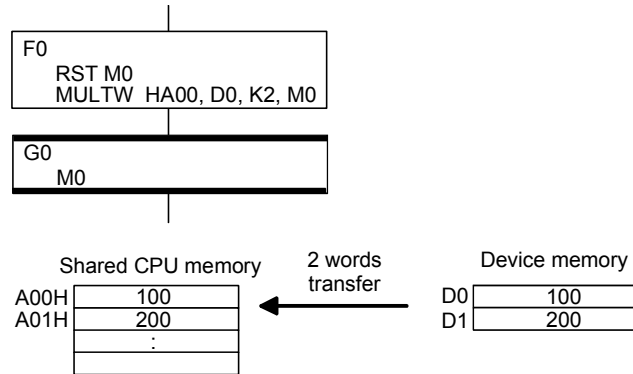 F0
RST M0
MULTW HA00, D0, K2, M0
G0
M0
Shared CPU memory
2 words
transfer
Device memory
A00H 100
D0 100
A01H 200
D1 200
: